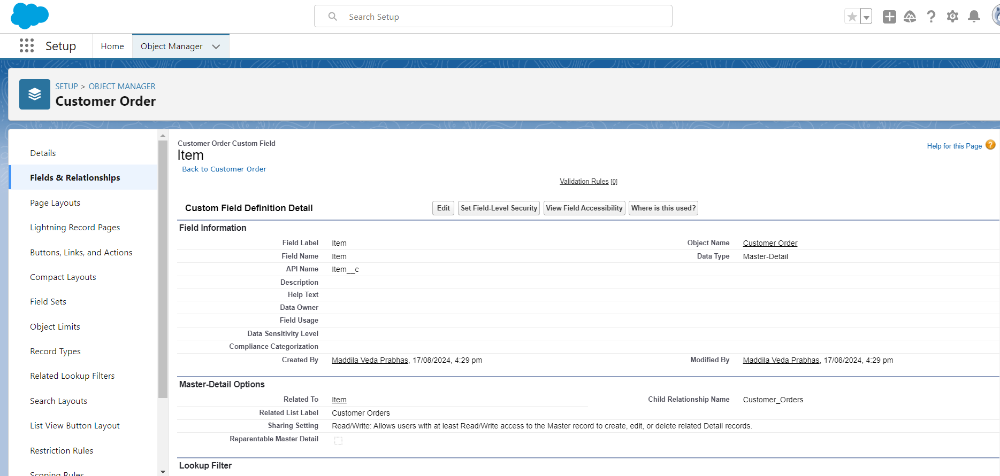 Search Setup
Setup
Home
Object Manager
SETUP > OBJECT MANAGER
Customer Order
Details
Fields & Relationships
Page Layouts
Lightning Record Pages
Buttons, Links, and Actions
Compact Layouts
Field Sets
Object Limits
Record Types
Related Lookup Filters
Search Layouts
List View Button Layout
Restriction Rules
Scoping Rules
Customer Order Custom Field
Item
Back to Customer Order
Help for this Page ?
Validation Rules [0]
Custom Field Definition Detail
Edit
Set Field-Level Security
View Field Accessibility
Where is this used?
Field Information
Field Label Item Object Name Customer Order
Field Name Item Data Type Master-Detail
API Name Item__c
Description
Help Text
Data Owner
Field Usage
Data Sensitivity Level
Compliance Categorization
Created By Maddila Veda Prabhas, 17/08/2024, 4:29 pm Modified By Maddila Veda Prabhas, 17/08/2024, 4:29 pm
Master-Detail Options
Related To Item Child Relationship Name Customer_Orders
Related List Label Customer Orders
Sharing Setting Read/Write: Allows users with at least Read/Write access to the Master record to create, edit, or delete related Detail records.
Reparentable Master Detail
Lookup Filter